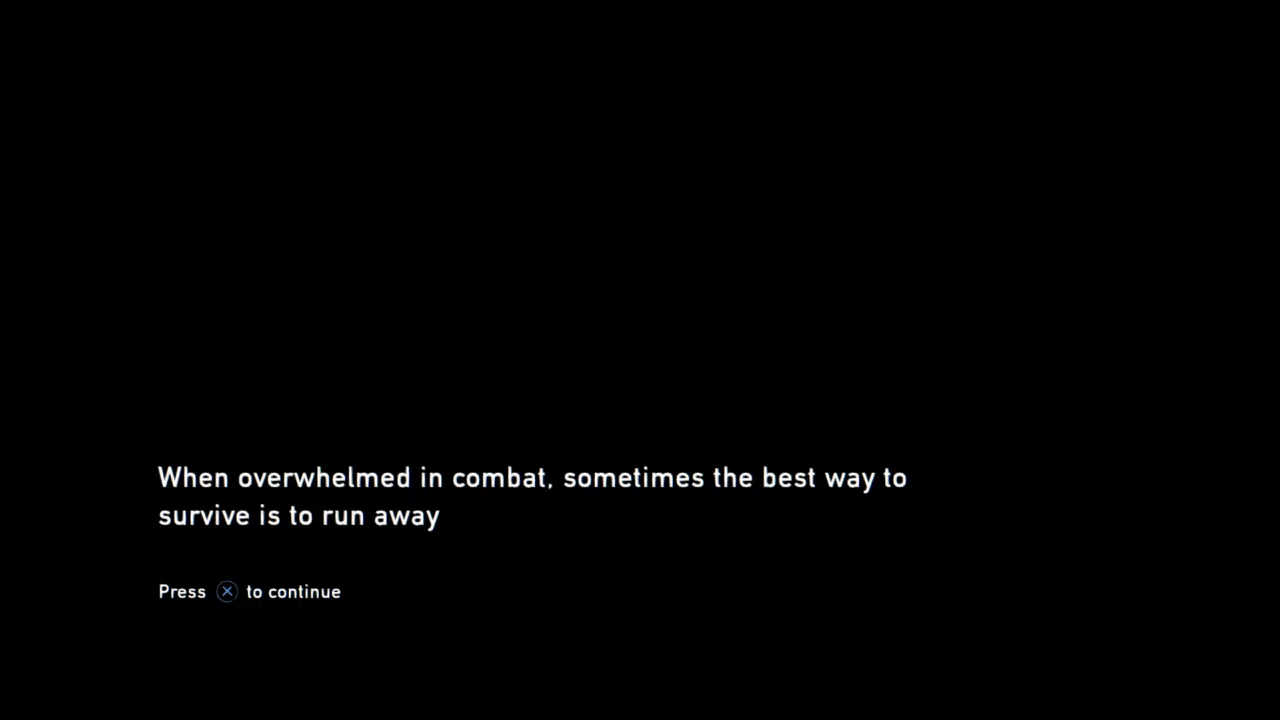 When overwhelmed in combat, sometimes the best way to
survive is to run away
Press ⓧ to continue